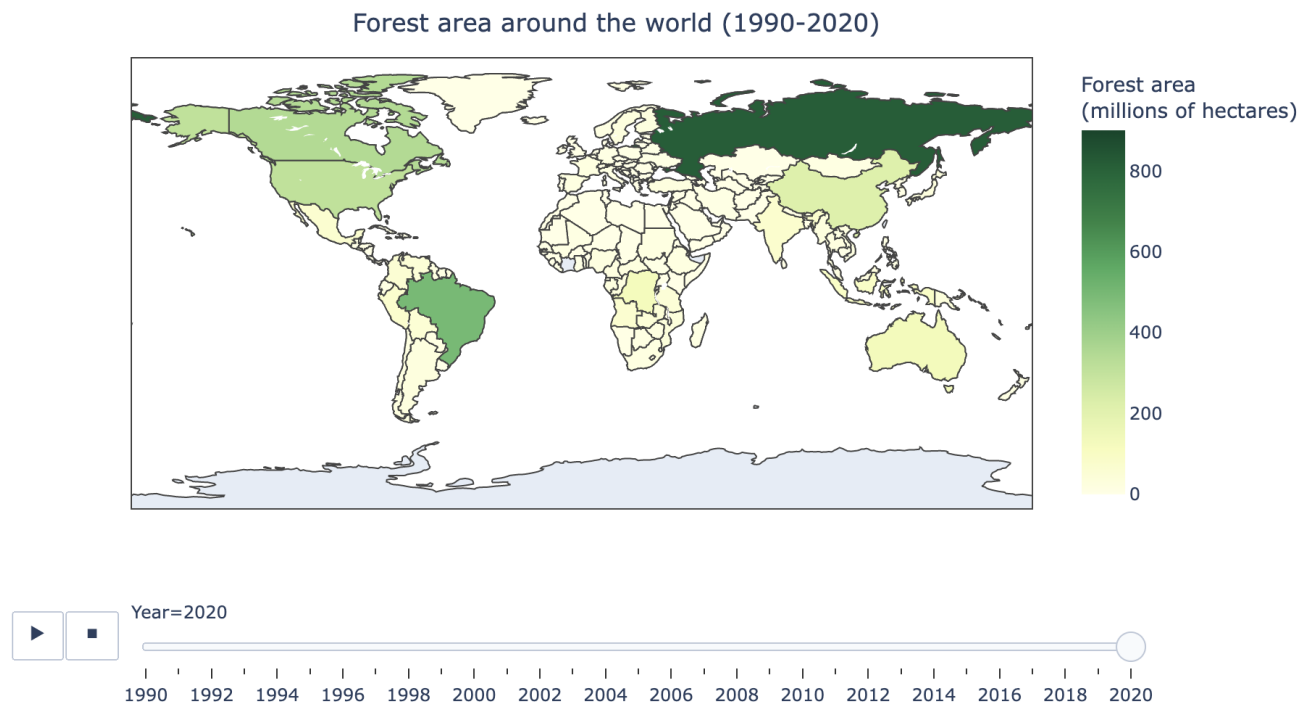 Forest area around the world (1990-2020)
Forest area
(millions of hectares)
800
600
400
200
0
Year=2020
1990 1992 1994 1996 1998 2000 2002 2004 2006 2008 2010 2012 2014 2016 2018 2020